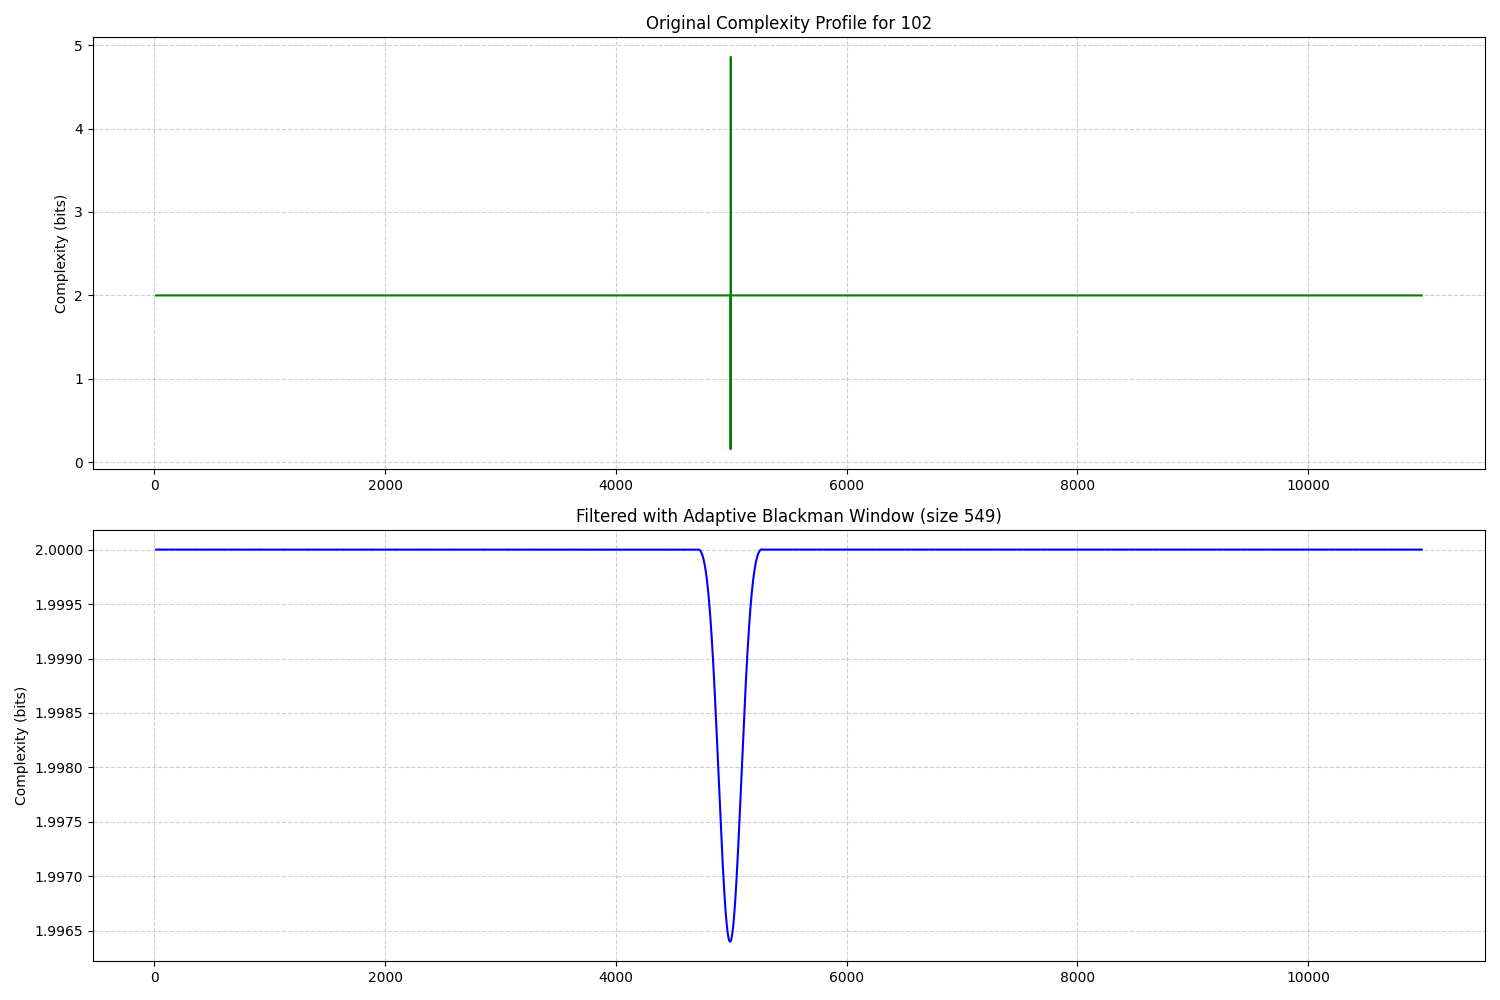 Original Complexity Profile for 102
Complexity (bits)
5
4
3
2
1
0
0 2000 4000 6000 8000 10000
Filtered with Adaptive Blackman Window (size 549)
Complexity (bits)
2.0000
1.9995
1.9990
1.9985
1.9980
1.9975
1.9970
1.9965
0 2000 4000 6000 8000 10000